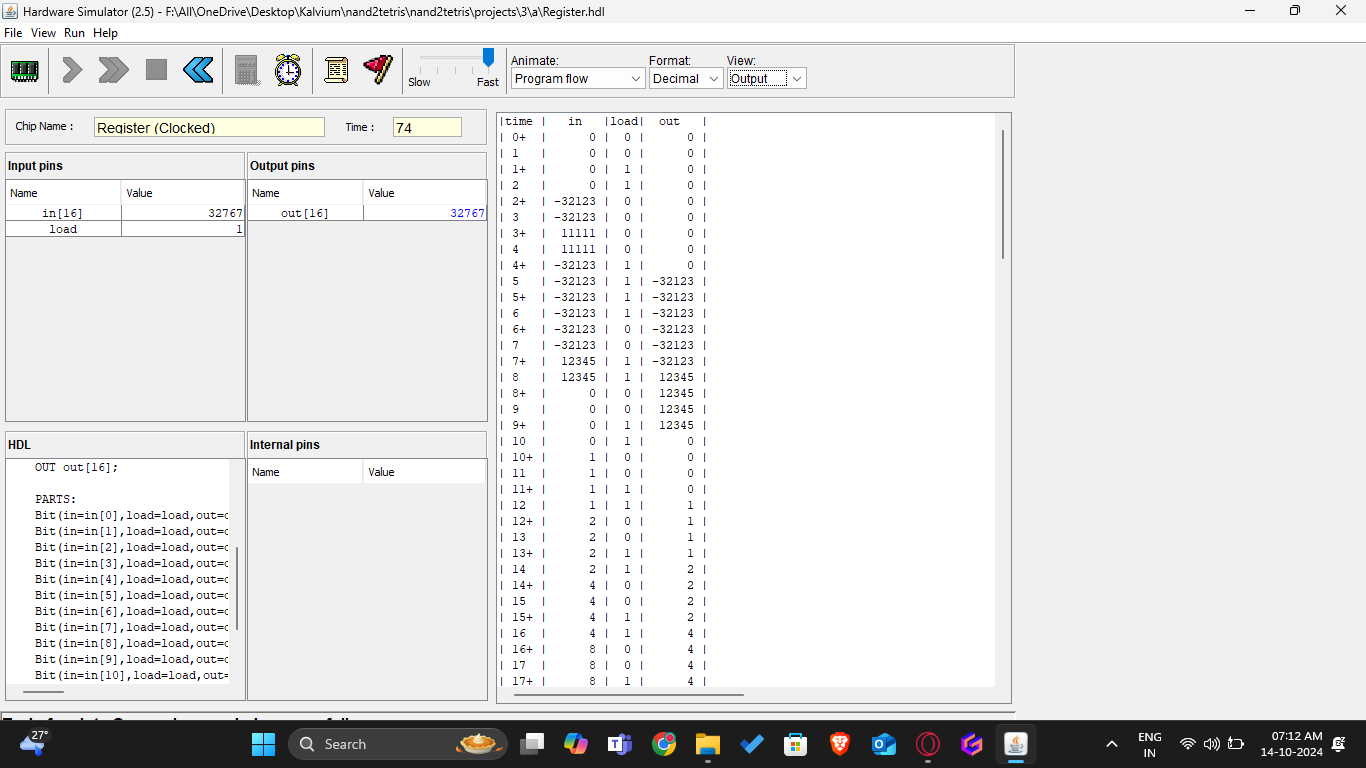 Hardware Simulator (2.5) - F:\All\OneDrive\Desktop\Kalvium\nand2tetris\nand2tetris\projects\3\a\Register.hdl
File View Run Help
Slow Fast
Animate: Format: View:
Program flow Decimal Output
Chip Name : Register (Clocked) Time : 74
Input pins
Name Value
in[16] 32767
load 1
Output pins
Name Value
out[16] 32767
HDL
OUT out[16];
PARTS:
Bit(in=in[0],load=load,out=
Bit(in=in[1],load=load,out=
Bit(in=in[2],load=load,out=
Bit(in=in[3],load=load,out=
Bit(in=in[4],load=load,out=
Bit(in=in[5],load=load,out=
Bit(in=in[6],load=load,out=
Bit(in=in[7],load=load,out=
Bit(in=in[8],load=load,out=
Bit(in=in[9],load=load,out=
Bit(in=in[10],load=load,out=
Internal pins
Name Value
|time | in |load| out |
| 0+ | 0 | 0 | 0 |
| 1 | 0 | 0 | 0 |
| 1+ | 0 | 1 | 0 |
| 2 | 0 | 1 | 0 |
| 2+ | -32123 | 0 | 0 |
| 3 | -32123 | 0 | 0 |
| 3+ | 11111 | 0 | 0 |
| 4 | 11111 | 0 | 0 |
| 4+ | -32123 | 1 | 0 |
| 5 | -32123 | 1 | -32123 |
| 5+ | -32123 | 1 | -32123 |
| 6 | -32123 | 1 | -32123 |
| 6+ | -32123 | 0 | -32123 |
| 7 | -32123 | 0 | -32123 |
| 7+ | 12345 | 1 | -32123 |
| 8 | 12345 | 1 | 12345 |
| 8+ | 0 | 0 | 12345 |
| 9 | 0 | 0 | 12345 |
| 9+ | 0 | 1 | 12345 |
| 10 | 0 | 1 | 0 |
| 10+ | 1 | 0 | 0 |
| 11 | 1 | 0 | 0 |
| 11+ | 1 | 1 | 0 |
| 12 | 1 | 1 | 1 |
| 12+ | 2 | 0 | 1 |
| 13 | 2 | 0 | 1 |
| 13+ | 2 | 1 | 1 |
| 14 | 2 | 1 | 2 |
| 14+ | 4 | 0 | 2 |
| 15 | 4 | 0 | 2 |
| 15+ | 4 | 1 | 2 |
| 16 | 4 | 1 | 4 |
| 16+ | 8 | 0 | 4 |
| 17 | 8 | 0 | 4 |
| 17+ | 8 | 1 | 4 |
27°
Search
ENG
IN
07:12 AM
14-10-2024